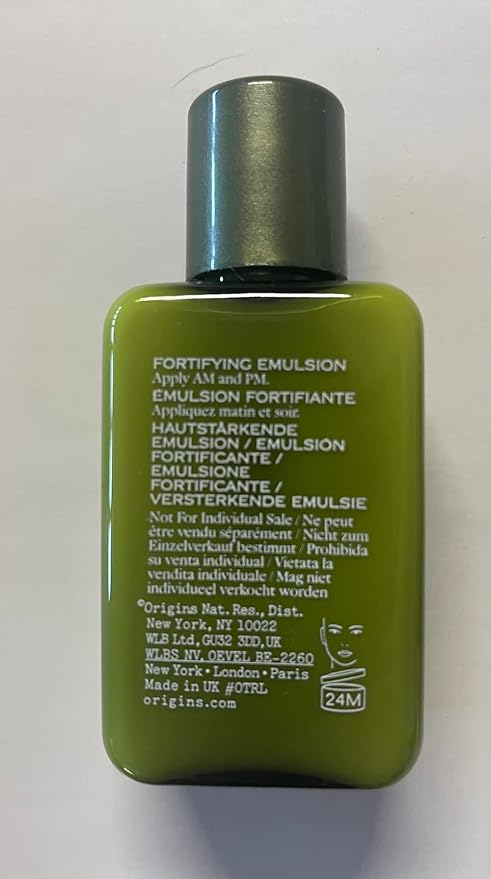 FORTIFYING EMULSION
Apply AM and PM.
ÉMULSION FORTIFIANTE
Appliquez matin et soir.
HAUTSTÄRKENDE
EMULSION / EMULSIÓN
FORTIFICANTE /
EMULSIONE
FORTIFICANTE /
VERSTERKENDE EMULSIE
Not For Individual Sale / Ne peut
être vendu séparément / Nicht zum
Einzelverkauf bestimmt / Prohibida
su venta individual / Vietata la
vendita individuale / Mag niet
individueel verkocht worden
©Origins Nat. Res., Dist.
New York, NY 10022
WLB Ltd, GU32 3DD, UK
WLBS NV, OEVEL BE-2260
New York • London • Paris
Made in UK #0TRL
origins.com
24M